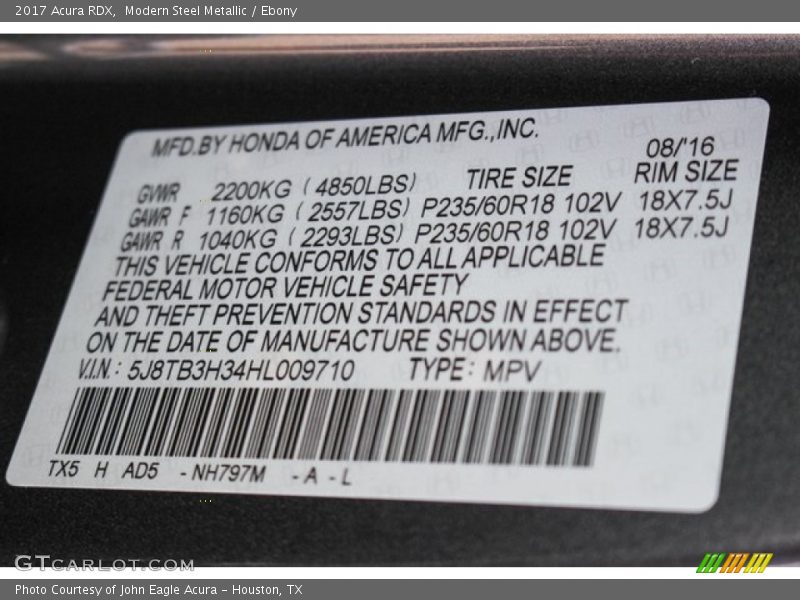 2017 Acura RDX, Modern Steel Metallic / Ebony
MFD.BY HONDA OF AMERICA MFG.,INC.
08/'16
GVWR 2200KG ( 4850LBS) TIRE SIZE RIM SIZE
GAWR F 1160KG ( 2557LBS) P235/60R18 102V 18X7.5J
GAWR R 1040KG ( 2293LBS) P235/60R18 102V 18X7.5J
THIS VEHICLE CONFORMS TO ALL APPLICABLE
FEDERAL MOTOR VEHICLE SAFETY
AND THEFT PREVENTION STANDARDS IN EFFECT
ON THE DATE OF MANUFACTURE SHOWN ABOVE.
V.I.N.: 5J8TB3H34HL009710 TYPE: MPV
TX5 H AD5 -NH797M -A-L
GTCARLOT.COM
Photo Courtesy of John Eagle Acura - Houston, TX